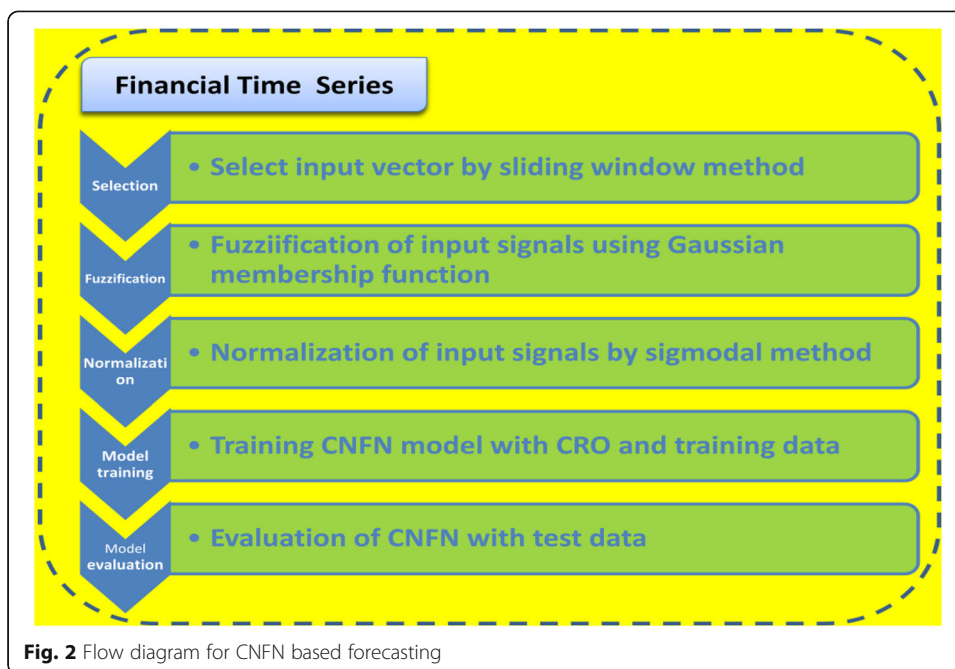 Financial Time Series
Selection
• Select input vector by sliding window method
Fuzzification
• Fuzziification of input signals using Gaussian
membership function
Normalizati
on
• Normalization of input signals by sigmodal method
Model
training
• Training CNFN model with CRO and training data
Model
evaluation
• Evaluation of CNFN with test data
Fig. 2 Flow diagram for CNFN based forecasting